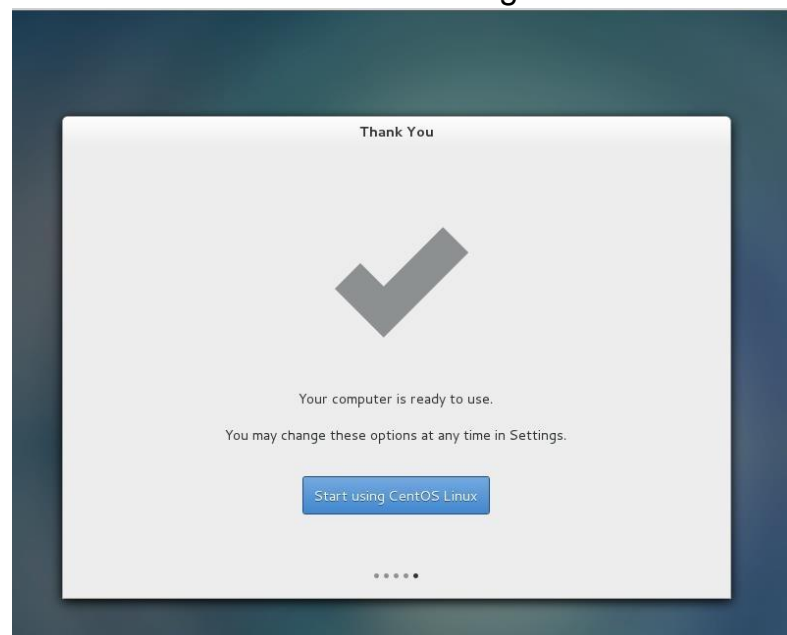 Thank You
Your computer is ready to use.
You may change these options at any time in Settings.
Start using CentOS Linux